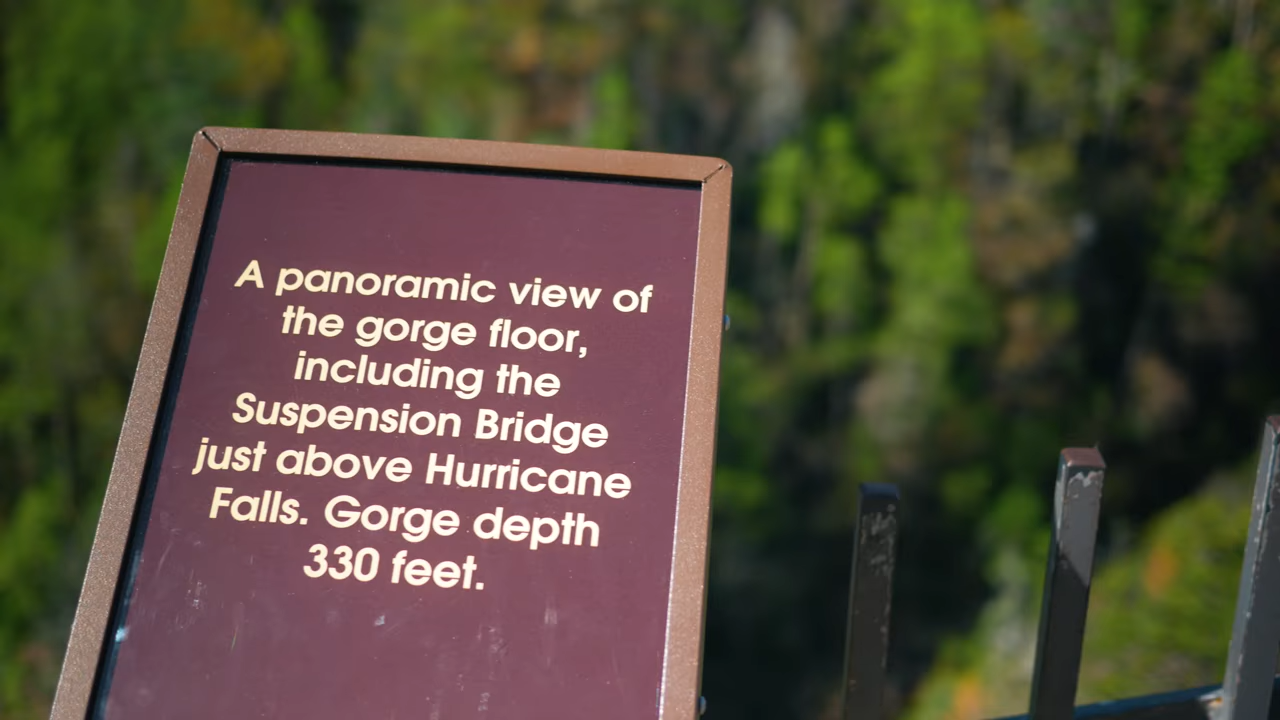 A panoramic view of
the gorge floor,
including the
Suspension Bridge
just above Hurricane
Falls. Gorge depth
330 feet.